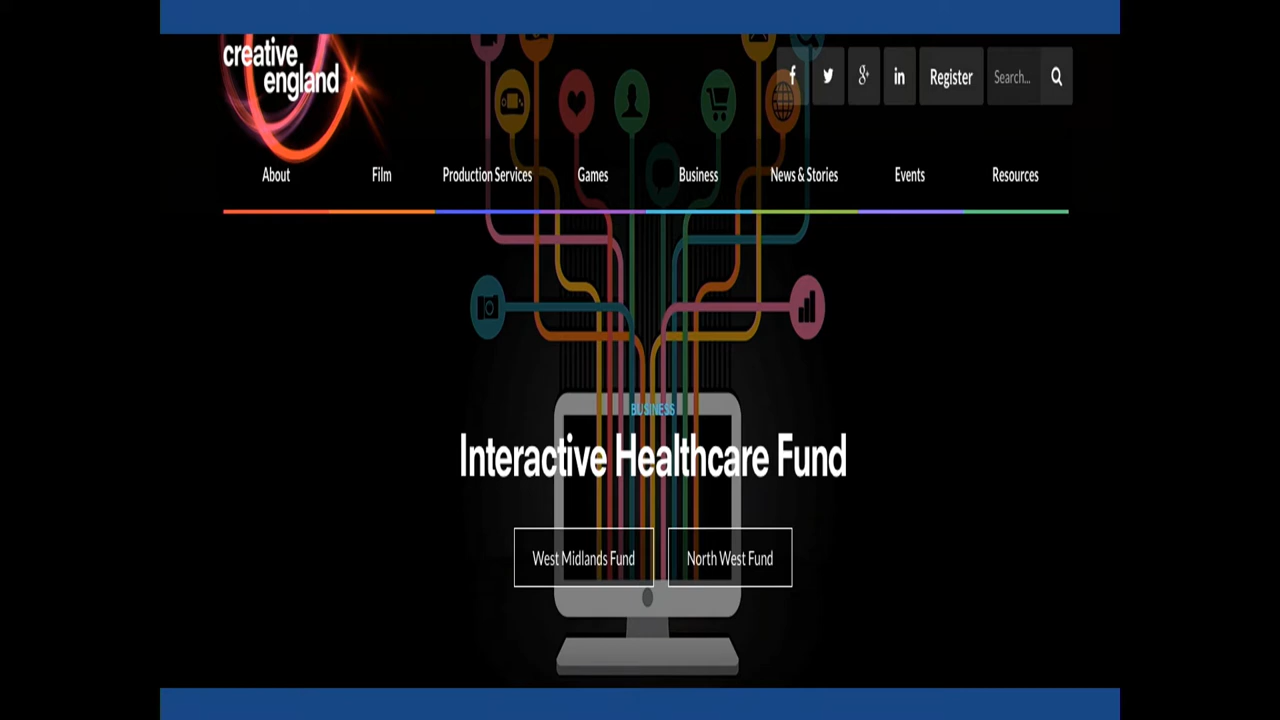 creative
england
f
g+
in
Register
Search...
About
Film
Production Services
Games
Business
News & Stories
Events
Resources
BUSINESS
Interactive Healthcare Fund
West Midlands Fund
North West Fund